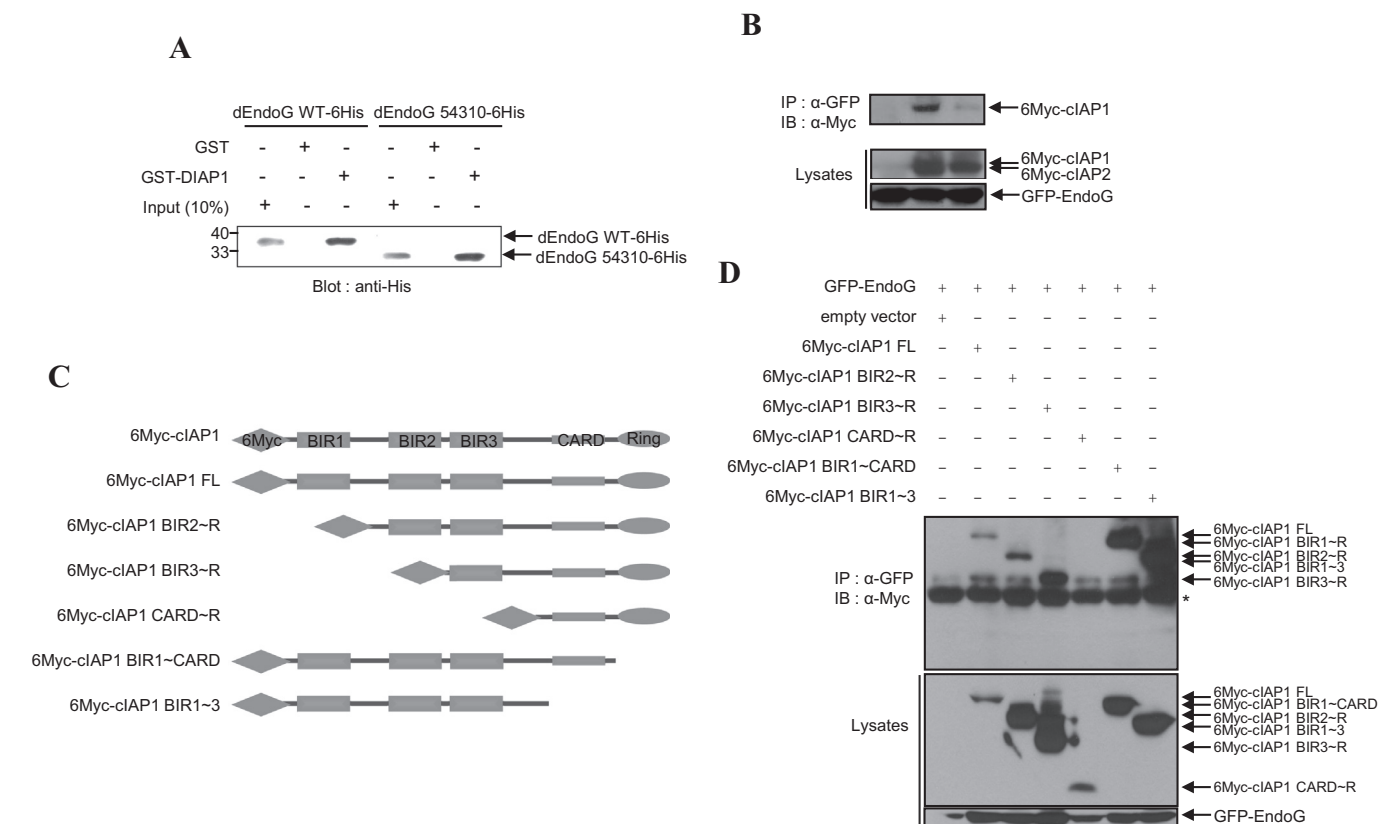 A
dEndoG WT-6His dEndoG 54310-6His
GST - + - - + -
GST-DIAP1 - - + - - +
Input (10%) + - - + - -
40
33
dEndoG WT-6His
dEndoG 54310-6His
Blot : anti-His
B
IP : α-GFP
IB : α-Myc
6Myc-cIAP1
Lysates
6Myc-cIAP1
6Myc-cIAP2
GFP-EndoG
C
6Myc-cIAP1 6Myc BIR1 BIR2 BIR3 CARD Ring
6Myc-cIAP1 FL
6Myc-cIAP1 BIR2~R
6Myc-cIAP1 BIR3~R
6Myc-cIAP1 CARD~R
6Myc-cIAP1 BIR1~CARD
6Myc-cIAP1 BIR1~3
D
GFP-EndoG + + + + + + +
empty vector + − − − − − −
6Myc-cIAP1 FL − + − − − − −
6Myc-cIAP1 BIR2~R − − + − − − −
6Myc-cIAP1 BIR3~R − − − + − − −
6Myc-cIAP1 CARD~R − − − − + − −
6Myc-cIAP1 BIR1~CARD − − − − − + −
6Myc-cIAP1 BIR1~3 − − − − − − +
IP : α-GFP
IB : α-Myc
6Myc-cIAP1 FL
6Myc-cIAP1 BIR1~R
6Myc-cIAP1 BIR2~R
6Myc-cIAP1 BIR1~3
6Myc-cIAP1 BIR3~R
*
Lysates
6Myc-cIAP1 FL
6Myc-cIAP1 BIR1~CARD
6Myc-cIAP1 BIR2~R
6Myc-cIAP1 BIR1~3
6Myc-cIAP1 BIR3~R
6Myc-cIAP1 CARD~R
GFP-EndoG